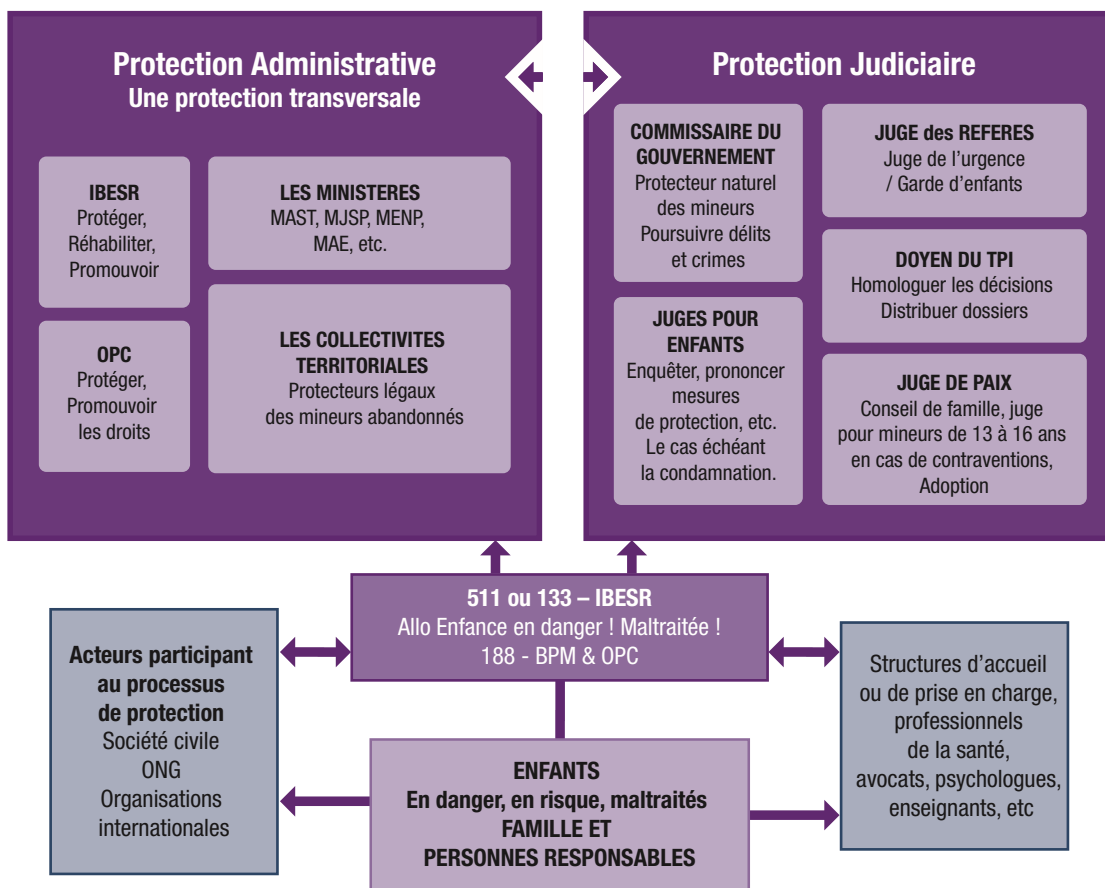 Protection Administrative
Une protection transversale
IBESR
Protéger,
Réhabiliter,
Promouvoir
LES MINISTERES
MAST, MJSP, MENP,
MAE, etc.
OPC
Protéger,
Promouvoir
les droits
LES COLLECTIVITES
TERRITORIALES
Protecteurs légaux
des mineurs abandonnés
Protection Judiciaire
COMMISSAIRE DU
GOUVERNEMENT
Protecteur naturel
des mineurs
Poursuivre délits
et crimes
JUGE des REFERES
Juge de l’urgence
/ Garde d’enfants
DOYEN DU TPI
Homologuer les décisions
Distribuer dossiers
JUGES POUR
ENFANTS
Enquêter, prononcer
mesures
de protection, etc.
Le cas échéant
la condamnation.
JUGE DE PAIX
Conseil de famille, juge
pour mineurs de 13 à 16 ans
en cas de contraventions,
Adoption
511 ou 133 – IBESR
Allo Enfance en danger ! Maltraitée !
188 - BPM & OPC
Acteurs participant
au processus
de protection
Société civile
ONG
Organisations
internationales
Structures d’accueil
ou de prise en charge,
professionnels
de la santé,
avocats, psychologues,
enseignants, etc
ENFANTS
En danger, en risque, maltraités
FAMILLE ET
PERSONNES RESPONSABLES